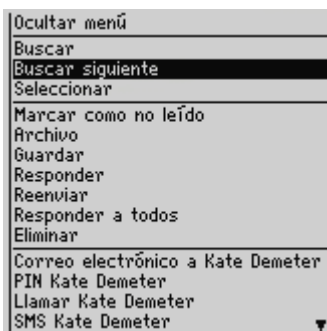 Ocultar menú
Buscar
Buscar siguiente
Seleccionar
Marcar como no leído
Archivo
Guardar
Responder
Reenviar
Responder a todos
Eliminar
Correo electrónico a Kate Demeter
PIN Kate Demeter
Llamar Kate Demeter
SMS Kate Demeter